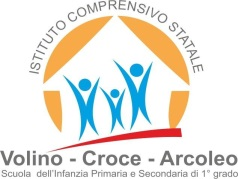 ISTITUTO COMPRENSIVO STATALE
Volino - Croce - Arcoleo
Scuola dell'Infanzia Primaria e Secondaria di 1° grado